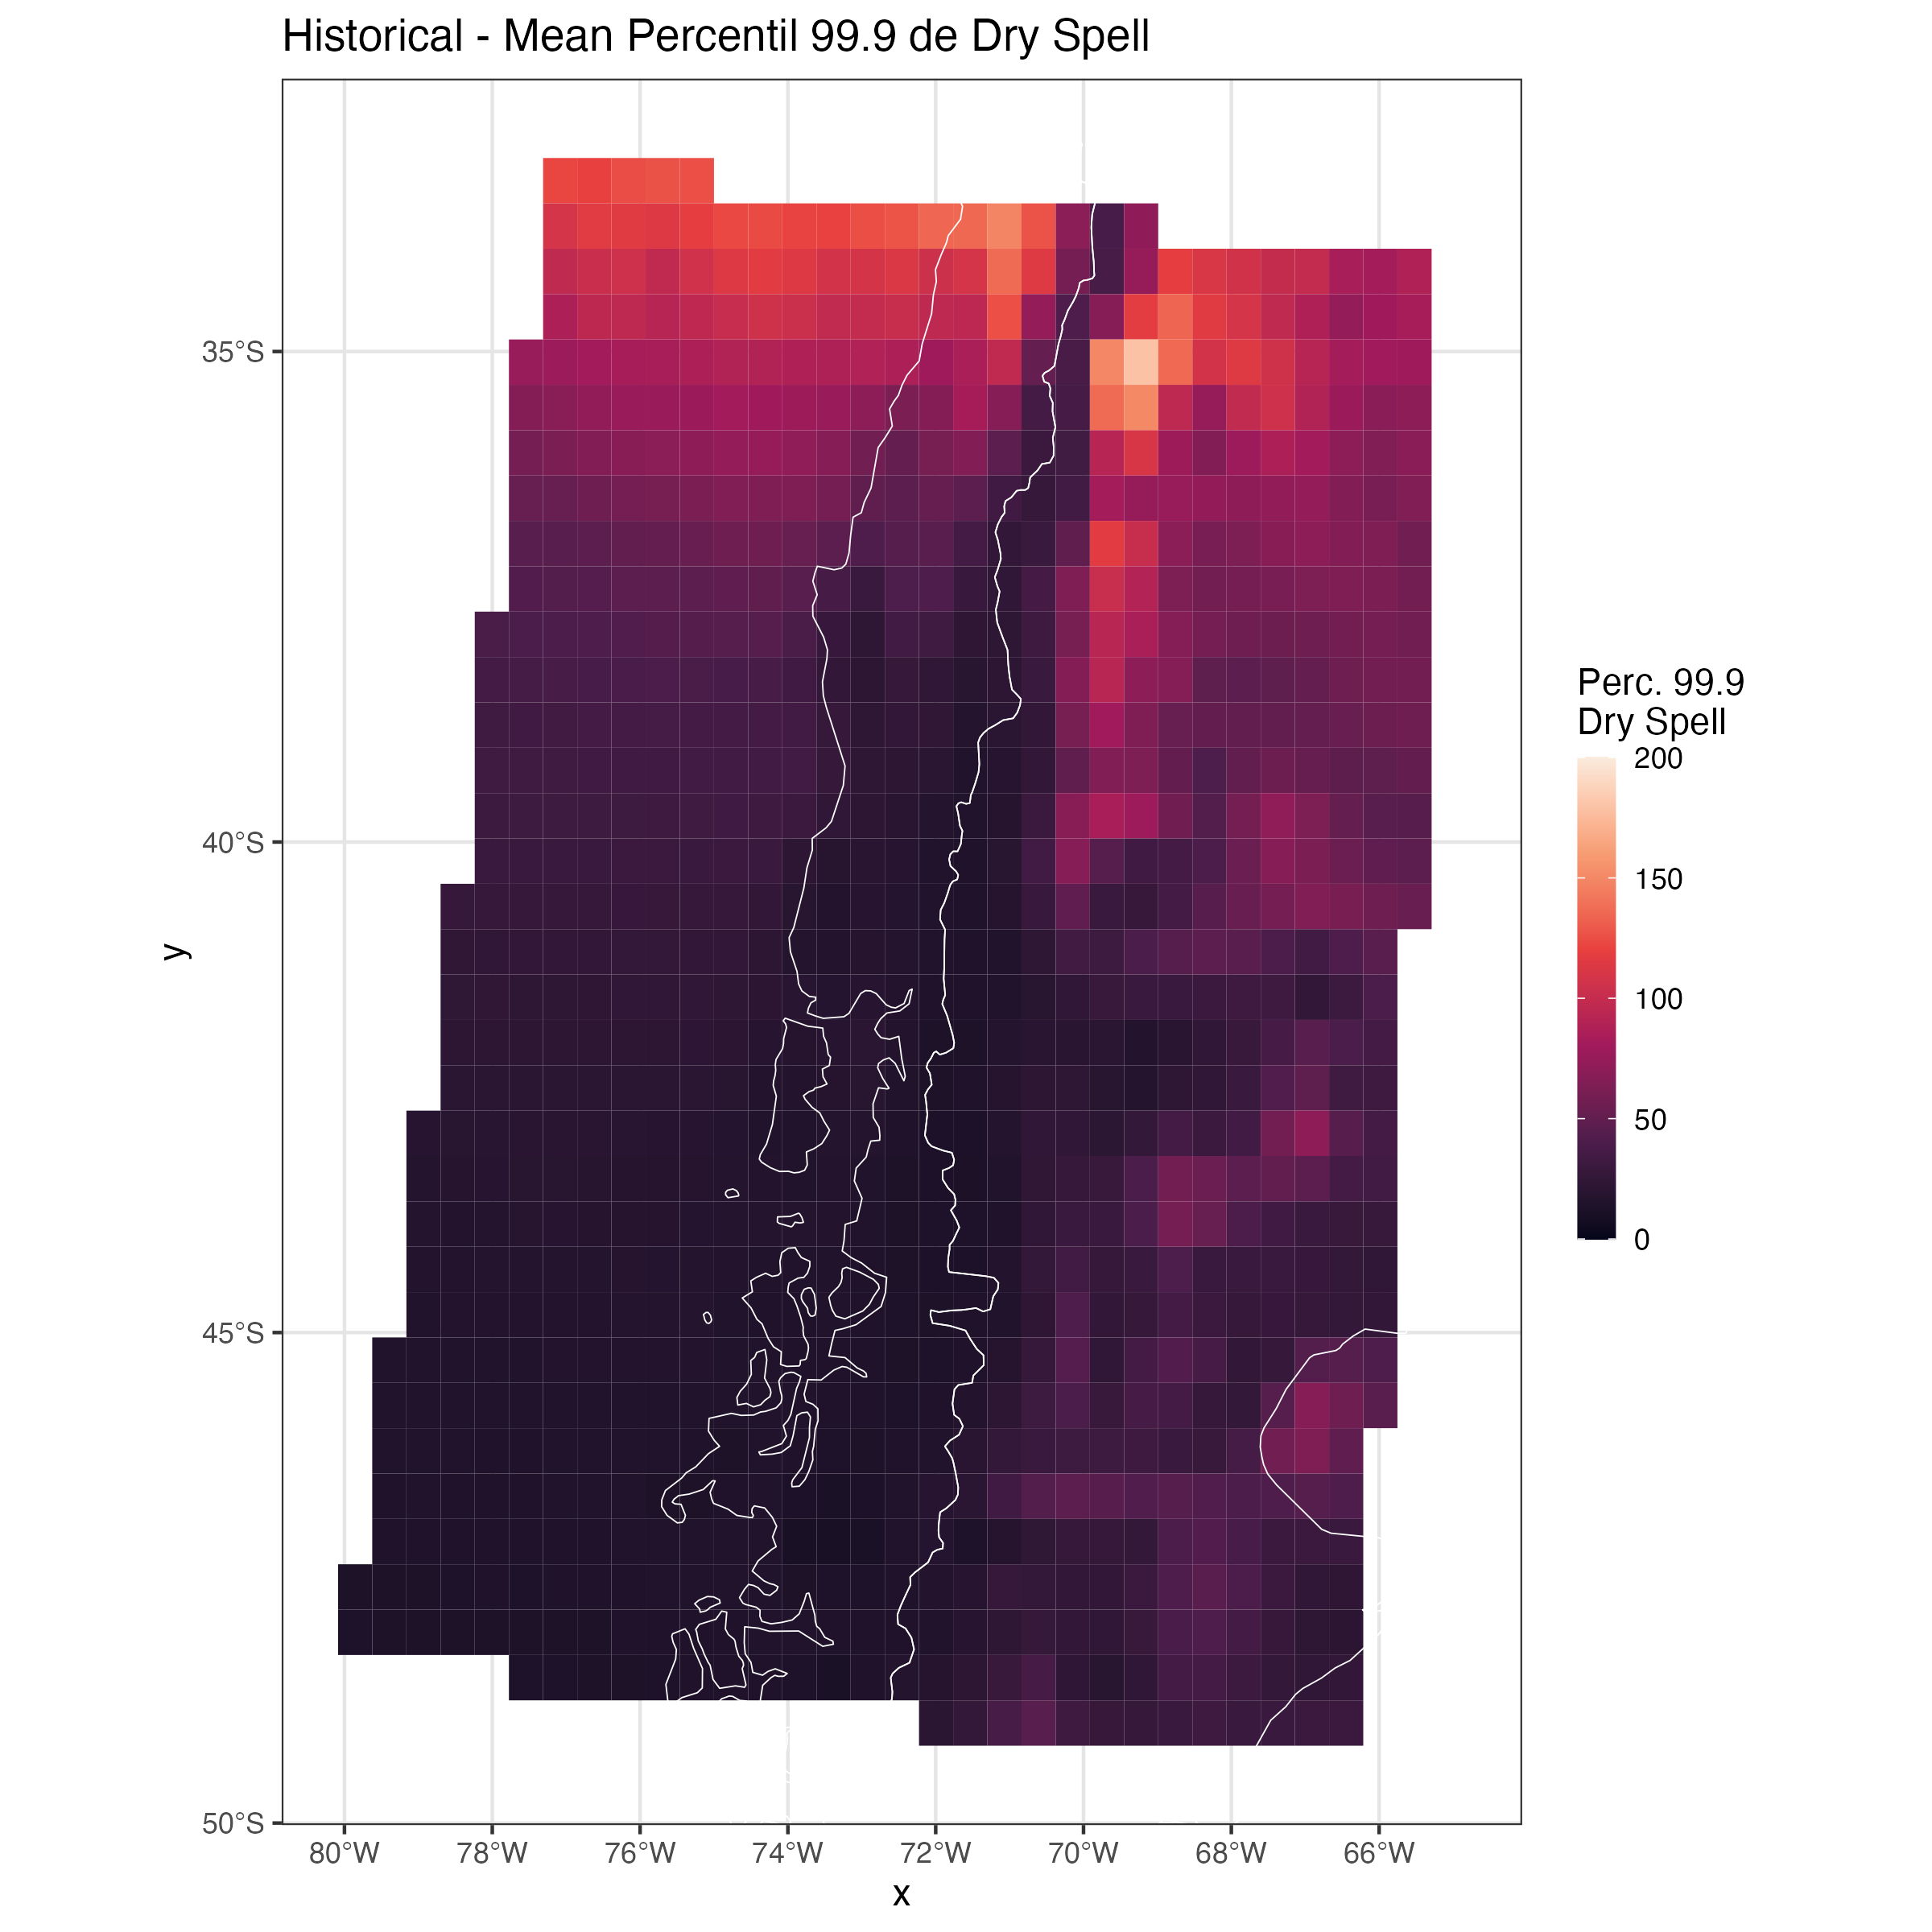 Historical - Mean Percentil 99.9 de Dry Spell
35°S
40°S
45°S
50°S
y
80°W 78°W 76°W 74°W 72°W 70°W 68°W 66°W
x
Perc. 99.9
Dry Spell
200
150
100
50
0